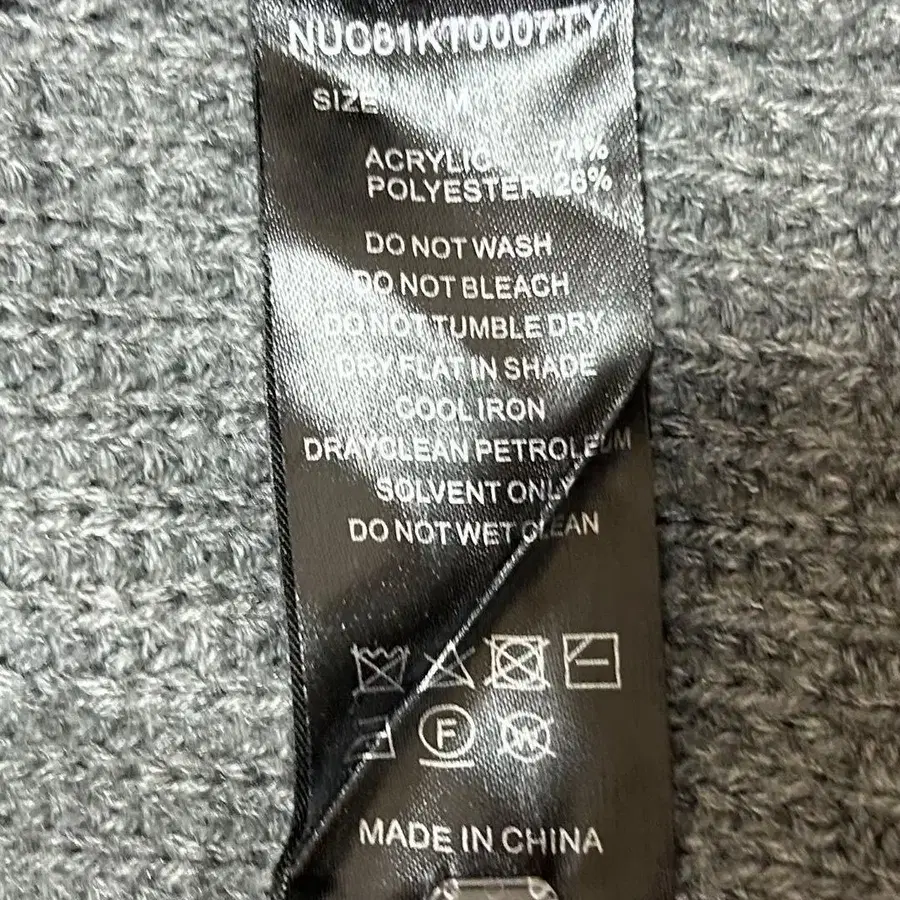 NUC81KT0007TY
SIZE M
ACRYLIC 74%
POLYESTER 26%
DO NOT WASH
DO NOT BLEACH
DO NOT TUMBLE DRY
DRY FLAT IN SHADE
COOL IRON
DRAYCLEAN PETROLEUM
SOLVENT ONLY
DO NOT WET CLEAN
F
W
MADE IN CHINA